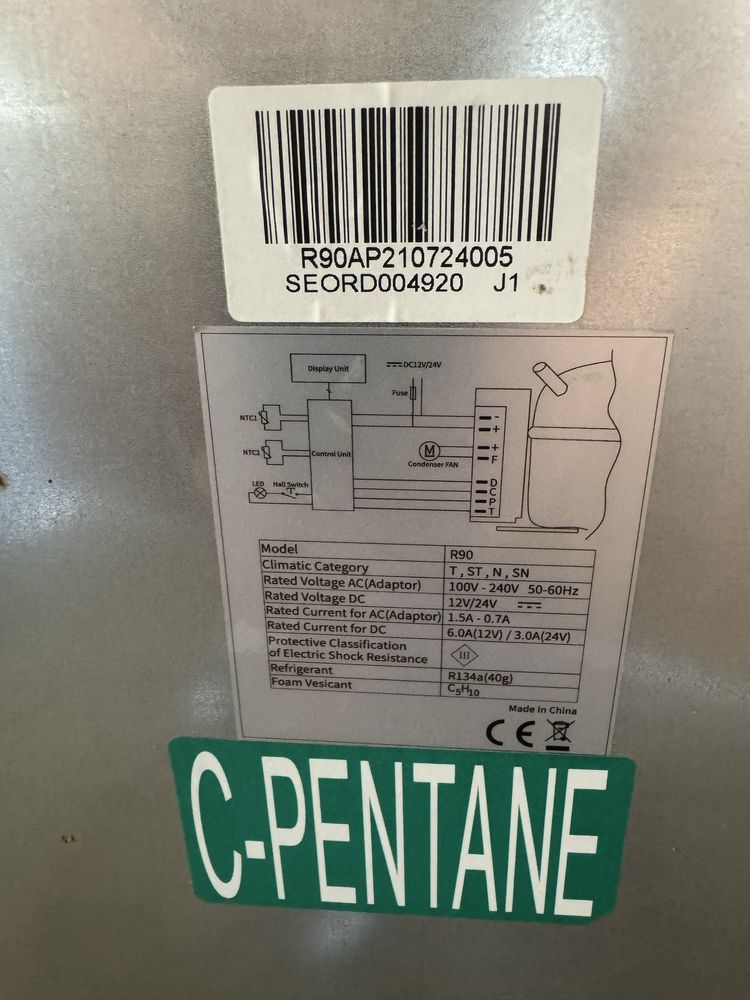 R90AP210724005
SEORD004920 J1
Display Unit
DC12V/24V
Fuse
NTC1
NTC2
Control Unit
LED
Hall Switch
M
Condenser FAN
-
+
+
F
D
C
P
T
Model R90
Climatic Category T , ST , N , SN
Rated Voltage AC(Adaptor) 100V - 240V 50-60Hz
Rated Voltage DC 12V/24V
Rated Current for AC(Adaptor) 1.5A - 0.7A
Rated Current for DC 6.0A(12V) / 3.0A(24V)
Protective Classification
of Electric Shock Resistance III
Refrigerant R134a(40g)
Foam Vesicant C₅H₁₀
Made in China
CE
C-PENTANE